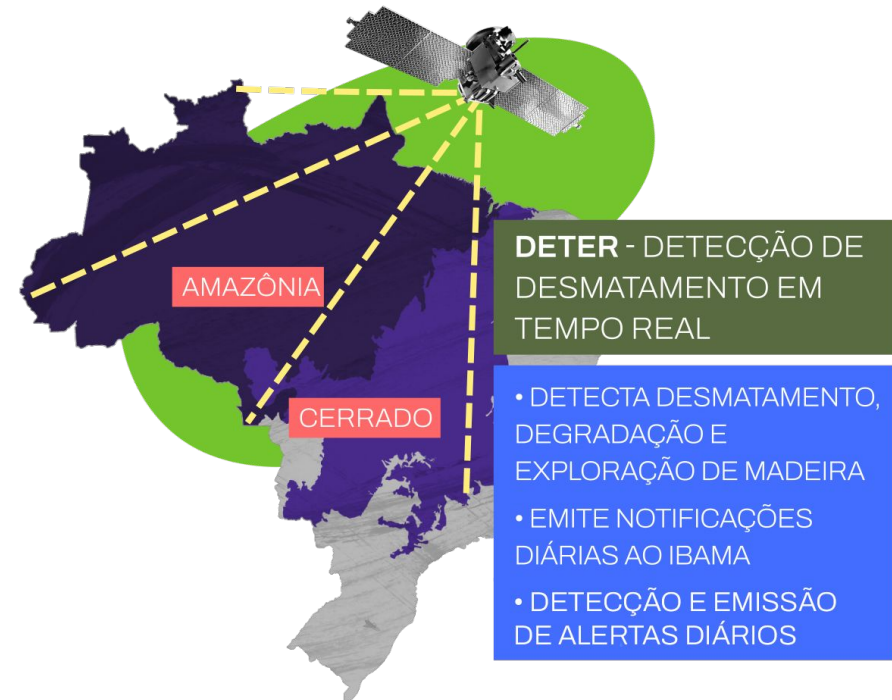 AMAZÔNIA
CERRADO
DETER - DETECÇÃO DE
DESMATAMENTO EM
TEMPO REAL
• DETECTA DESMATAMENTO,
DEGRADAÇÃO E
EXPLORAÇÃO DE MADEIRA
• EMITE NOTIFICAÇÕES
DIÁRIAS AO IBAMA
• DETECÇÃO E EMISSÃO
DE ALERTAS DIÁRIOS